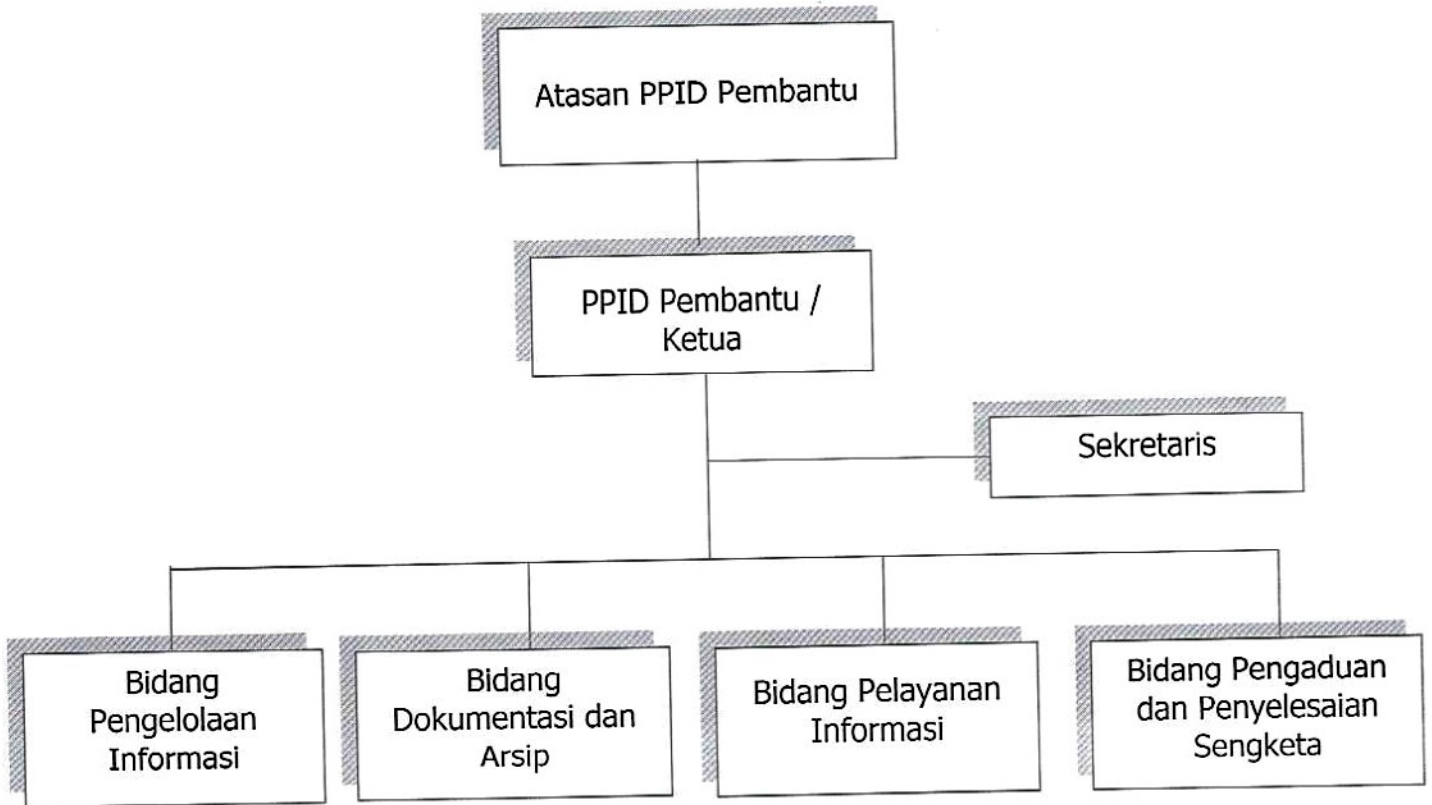 Atasan PPID Pembantu
PPID Pembantu /
Ketua
Sekretaris
Bidang
Pengelolaan
Informasi
Bidang
Dokumentasi dan
Arsip
Bidang Pelayanan
Informasi
Bidang Pengaduan
dan Penyelesaian
Sengketa